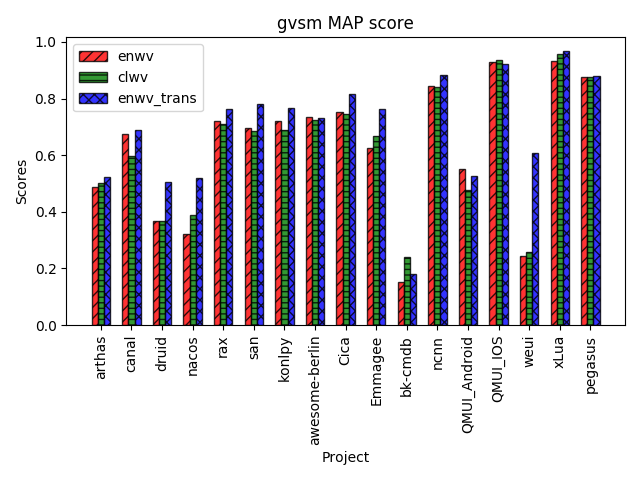 gvsm MAP score
enwv
clwv
enwv_trans
Scores
1.0
0.8
0.6
0.4
0.2
0.0
arthas
canal
druid
nacos
rax
san
konlpy
awesome-berlin
Cica
Emmagee
bk-cmdb
ncnn
QMUI_Android
QMUI_IOS
weui
xLua
pegasus
Project